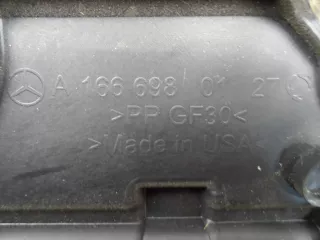 A 166 698 01 27
>PP GF30<
>Made in USA<